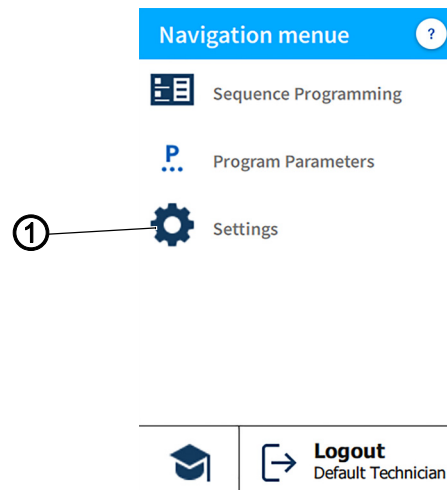 Navigation menue ?
Sequence Programming
P
Program Parameters
1
Settings
Logout
Default Technician